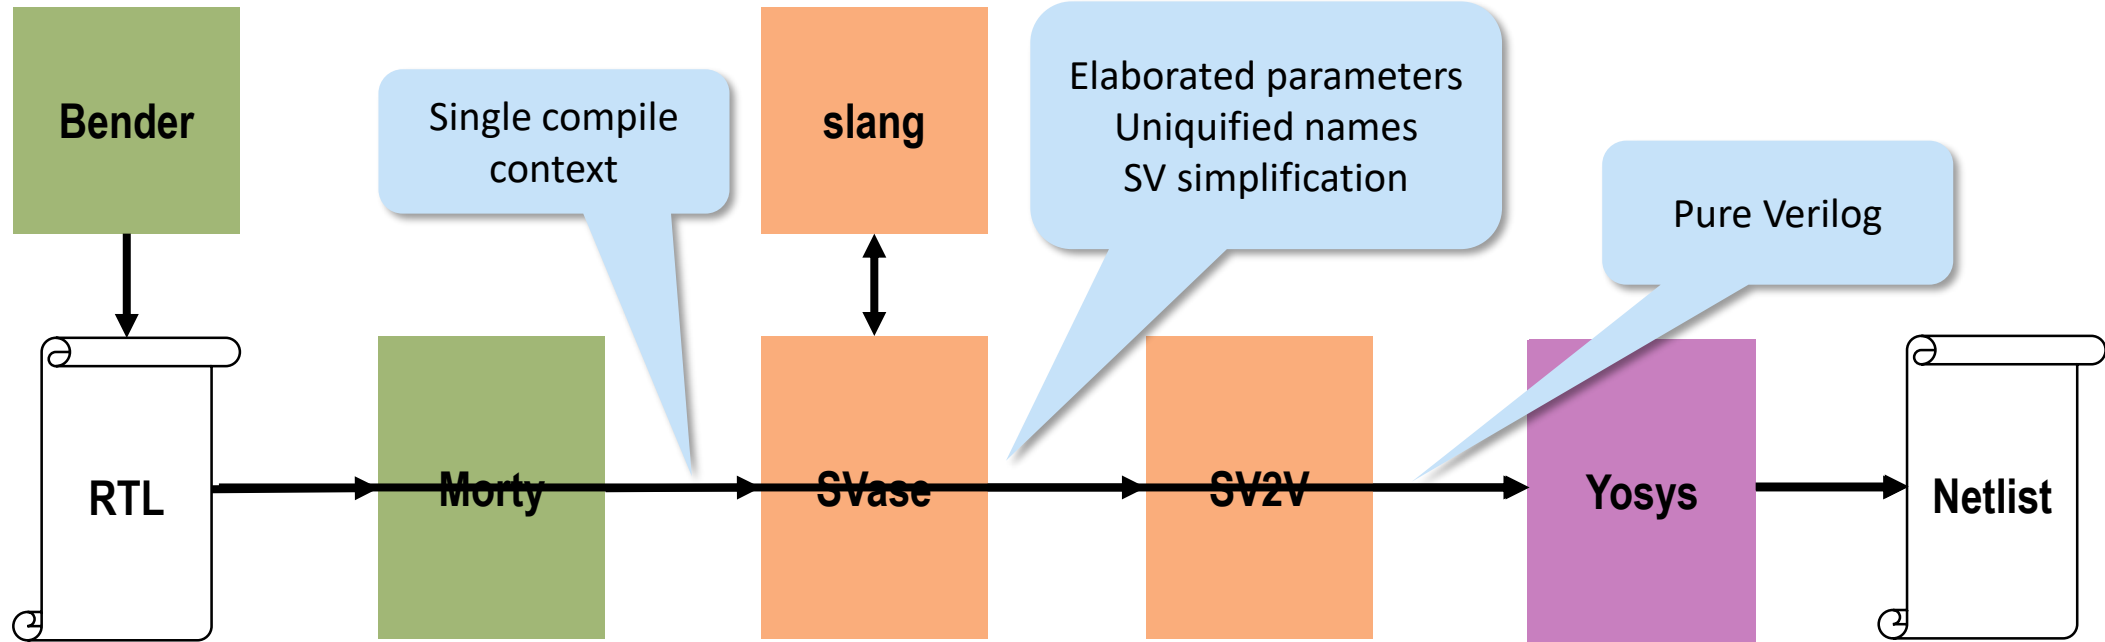 Bender
Single compile
context
slang
Elaborated parameters
Uniquified names
SV simplification
Pure Verilog
RTL
Morty
SVase
SV2V
Yosys
Netlist